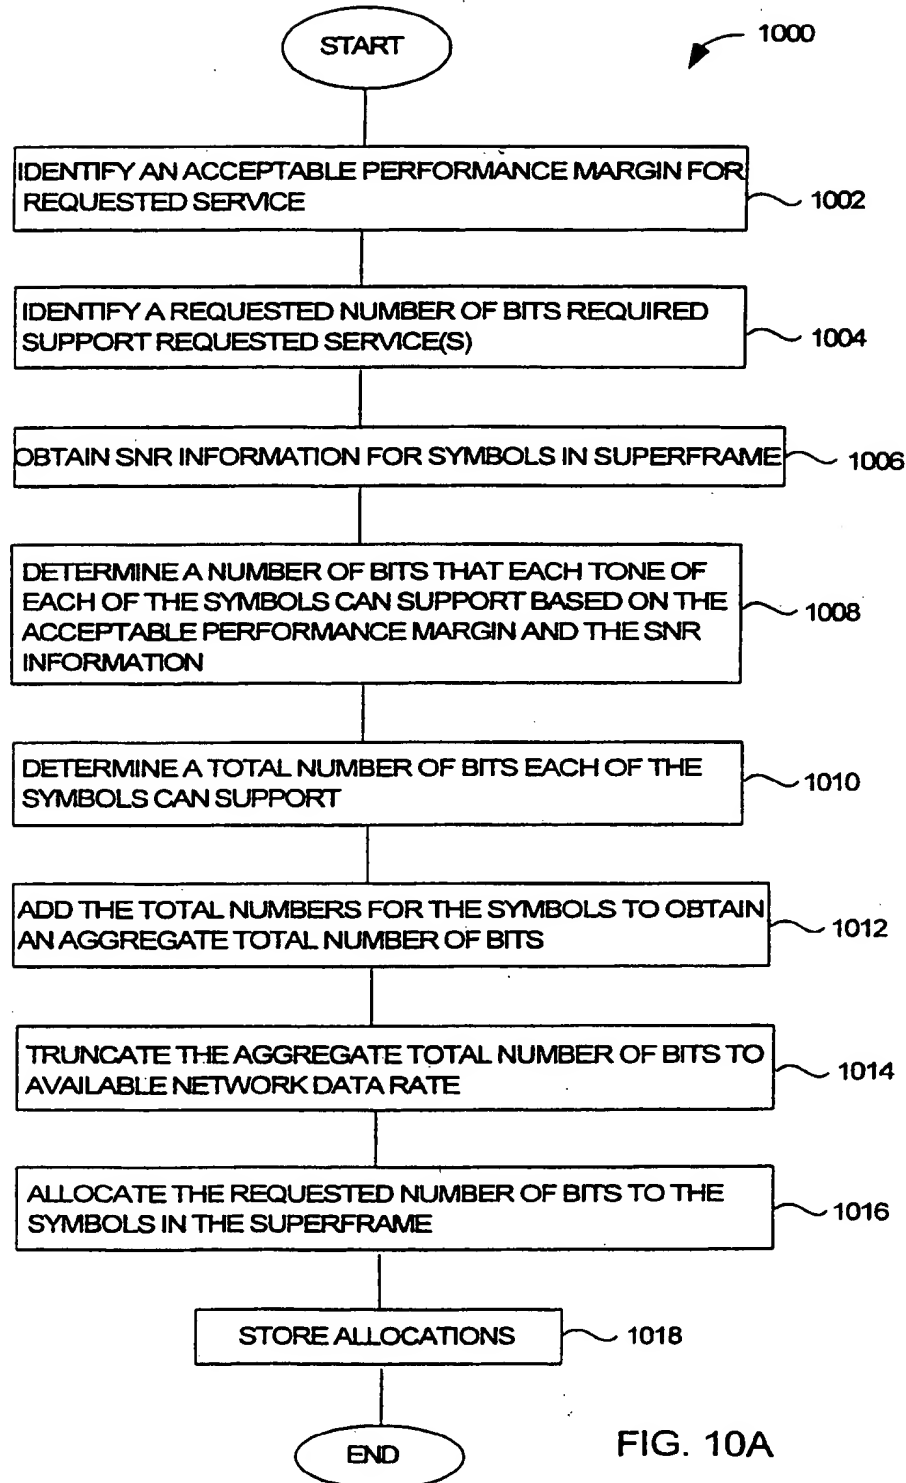 START
1000
IDENTIFY AN ACCEPTABLE PERFORMANCE MARGIN FOR
REQUESTED SERVICE
1002
IDENTIFY A REQUESTED NUMBER OF BITS REQUIRED
SUPPORT REQUESTED SERVICE(S)
1004
OBTAIN SNR INFORMATION FOR SYMBOLS IN SUPERFRAME
1006
DETERMINE A NUMBER OF BITS THAT EACH TONE OF
EACH OF THE SYMBOLS CAN SUPPORT BASED ON THE
ACCEPTABLE PERFORMANCE MARGIN AND THE SNR
INFORMATION
1008
DETERMINE A TOTAL NUMBER OF BITS EACH OF THE
SYMBOLS CAN SUPPORT
1010
ADD THE TOTAL NUMBERS FOR THE SYMBOLS TO OBTAIN
AN AGGREGATE TOTAL NUMBER OF BITS
1012
TRUNCATE THE AGGREGATE TOTAL NUMBER OF BITS TO
AVAILABLE NETWORK DATA RATE
1014
ALLOCATE THE REQUESTED NUMBER OF BITS TO THE
SYMBOLS IN THE SUPERFRAME
1016
STORE ALLOCATIONS
1018
END
FIG. 10A